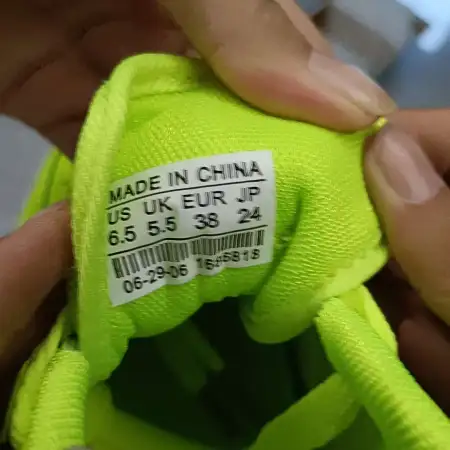 MADE IN CHINA
US UK EUR JP
6.5 5.5 38 24
06-29-06